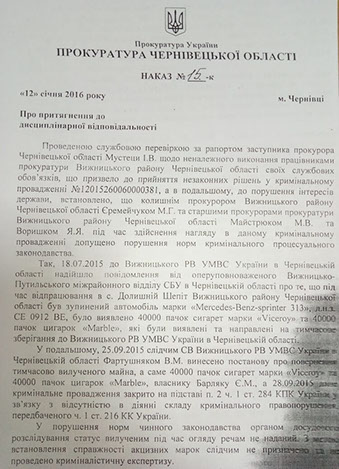 Прокуратура України
ПРОКУРАТУРА ЧЕРНІВЕЦЬКОЇ ОБЛАСТІ
НАКАЗ № 15-к
«12» січня 2016 року
м. Чернівці
Про притягнення до
дисциплінарної відповідальності
Проведеною службовою перевіркою за рапортом заступника прокурора
Чернівецької області Мустеци І.В. щодо неналежного виконання працівниками
прокуратури Вижницького району Чернівецької області своїх службових
обов'язків, що призвело до прийняття незаконних рішень у кримінальному
провадженні №12015260060000381, а в подальшому, до порушення інтересів
держави, встановлено, що колишнім прокурором Вижницького району
Чернівецької області Єремейчуком М.Г. та старшими прокурорами прокуратури
Вижницького району Чернівецької області Майстрюком М.В. та
Воришком Я.Я. під час здійснення нагляду в даному кримінальному
провадженні допущено порушення норм кримінального процесуального
законодавства.
Так, 18.07.2015 до Вижницького РВ УМВС України в Чернівецькій
області надійшло повідомлення від оперуповноваженого Вижницько-
Путильського міжрайонного відділу СБУ в Чернівецькій області про те, що під
час відпрацювання в с. Долишній Шепіт Вижницького району Чернівецької
області був зупинений автомобіль марки «Mercedes-Benz-sprinter 313», д.н.з.
СЕ 0912 ВЕ, було виявлено 40000 пачок сигарет марки «Viceroy» та 40000
пачок цигарок «Marble», які були виявлені та направлені на тимчасове
зберігання до Вижницького РВ УМВС України в Чернівецькій області.
У подальшому, 25.09.2015 слідчим СВ Вижницького РВ УМВС України в
Чернівецькій області Фартушняком В.М. винесено постанову про повернення
тимчасово вилученого майна, а саме 40000 пачок сигарет марки «Viceroy» та
40000 пачок цигарок «Marble», власнику Барляку Є.М., а 28.09.2015 дане
кримінальне провадження закрито на підставі п. 2 ч. 1 ст. 284 КПК України у
зв'язку з відсутністю в діянні складу кримінального правопорушення,
передбаченого ч. 1 ст. 216 КК України.
У порушення норм чинного законодавства органом досудового
розслідування статус вилученим під час огляду речам не наданий. З метою
встановлення справжності акцизних марок слідчим не призначено та не
проведено криміналістичну експертизу.